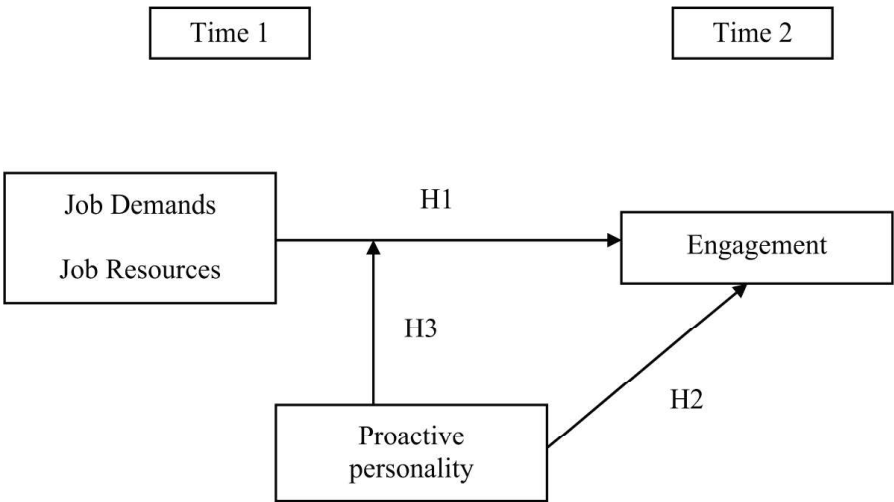 Time 1
Time 2
Job Demands
Job Resources
H1
Engagement
H3
H2
Proactive
personality